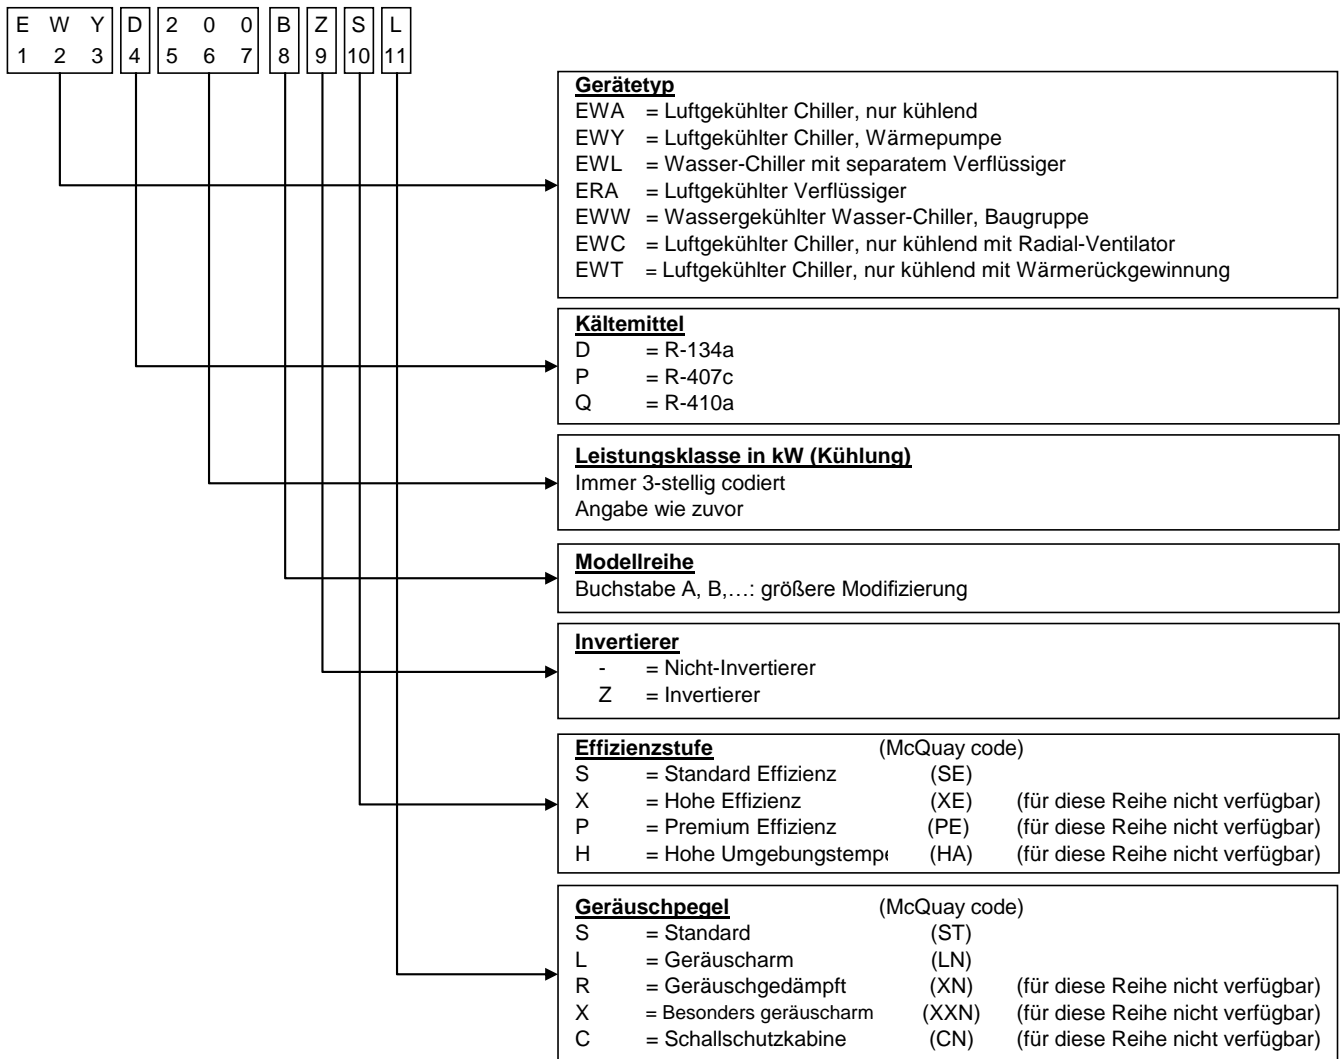 E W Y D 2 0 0 B Z S L
1 2 3 4 5 6 7 8 9 10 11
Gerätetyp
EWA = Luftgekühlter Chiller, nur kühlend
EWY = Luftgekühlter Chiller, Wärmepumpe
EWL = Wasser-Chiller mit separatem Verflüssiger
ERA = Luftgekühlter Verflüssiger
EWW = Wassergekühlter Wasser-Chiller, Baugruppe
EWC = Luftgekühlter Chiller, nur kühlend mit Radial-Ventilator
EWT = Luftgekühlter Chiller, nur kühlend mit Wärmerückgewinnung
Kältemittel
D = R-134a
P = R-407c
Q = R-410a
Leistungsklasse in kW (Kühlung)
Immer 3-stellig codiert
Angabe wie zuvor
Modellreihe
Buchstabe A, B,…: größere Modifizierung
Invertierer
- = Nicht-Invertierer
Z = Invertierer
Effizienzstufe (McQuay code)
S = Standard Effizienz (SE)
X = Hohe Effizienz (XE) (für diese Reihe nicht verfügbar)
P = Premium Effizienz (PE) (für diese Reihe nicht verfügbar)
H = Hohe Umgebungstempe (HA) (für diese Reihe nicht verfügbar)
Geräuschpegel (McQuay code)
S = Standard (ST)
L = Geräuscharm (LN)
R = Geräuschgedämpft (XN) (für diese Reihe nicht verfügbar)
X = Besonders geräuscharm (XXN) (für diese Reihe nicht verfügbar)
C = Schallschutzkabine (CN) (für diese Reihe nicht verfügbar)